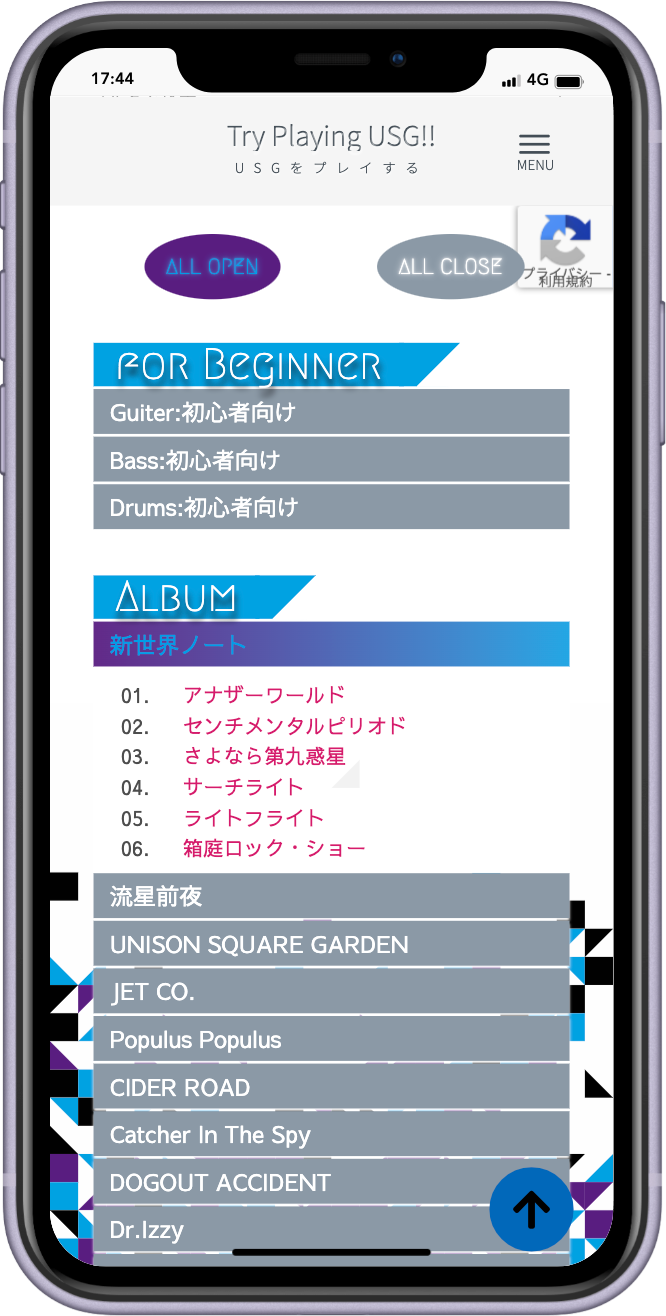 17:44
4G
Try Playing USG!!
USGをプレイする
MENU
ALL OPEN
ALL CLOSE
プライバシー -
利用規約
FOR BEGINNER
Guiter:初心者向け
Bass:初心者向け
Drums:初心者向け
ALBUM
新世界ノート
01. アナザーワールド
02. センチメンタルピリオド
03. さよなら第九惑星
04. サーチライト
05. ライトフライト
06. 箱庭ロック・ショー
流星前夜
UNISON SQUARE GARDEN
JET CO.
Populus Populus
CIDER ROAD
Catcher In The Spy
DOGOUT ACCIDENT
Dr.Izzy